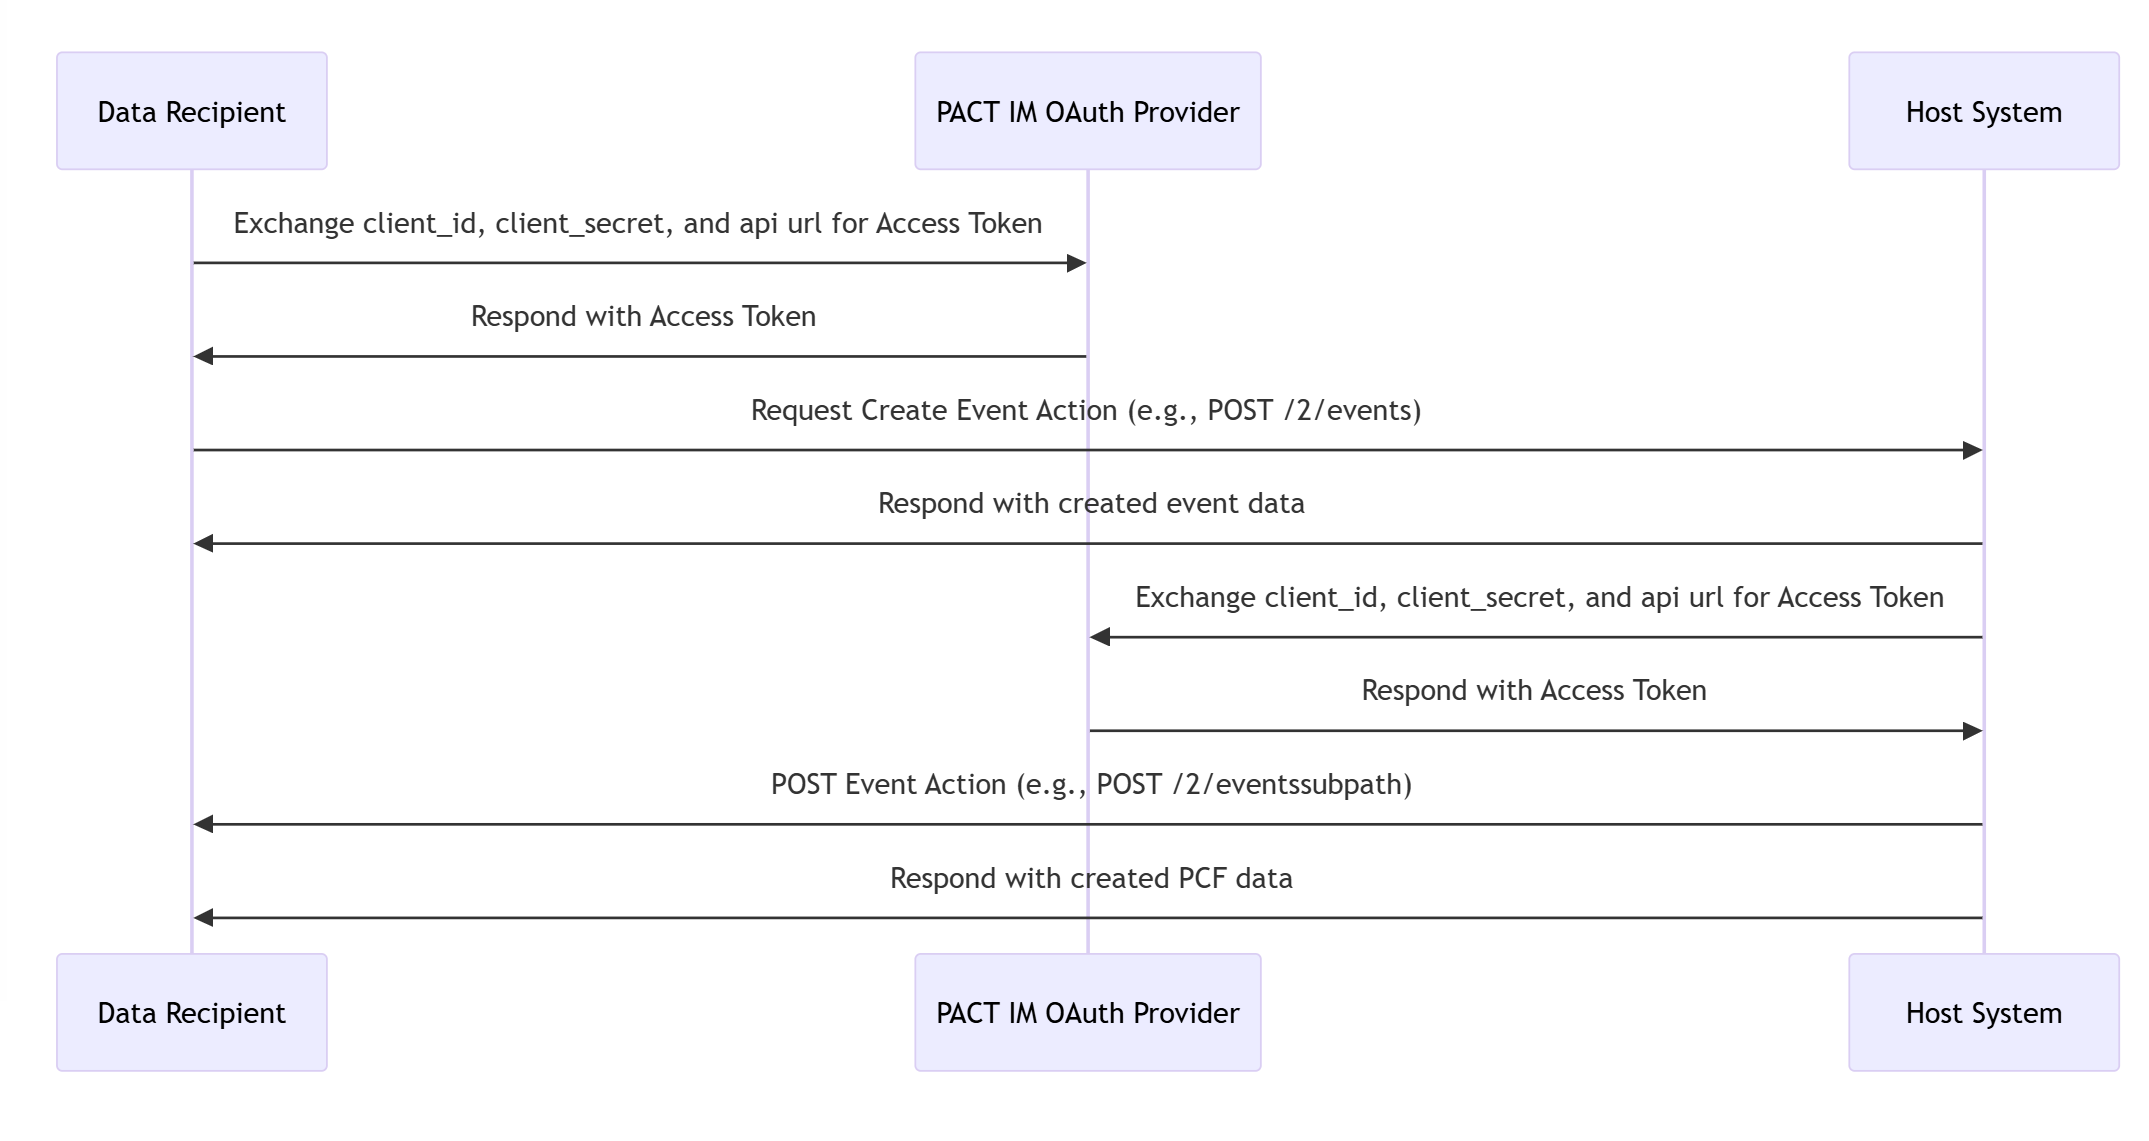 Data Recipient
PACT IM OAuth Provider
Host System
Exchange client_id, client_secret, and api url for Access Token
Respond with Access Token
Request Create Event Action (e.g., POST /2/events)
Respond with created event data
Exchange client_id, client_secret, and api url for Access Token
Respond with Access Token
POST Event Action (e.g., POST /2/eventssubpath)
Respond with created PCF data
Data Recipient
PACT IM OAuth Provider
Host System